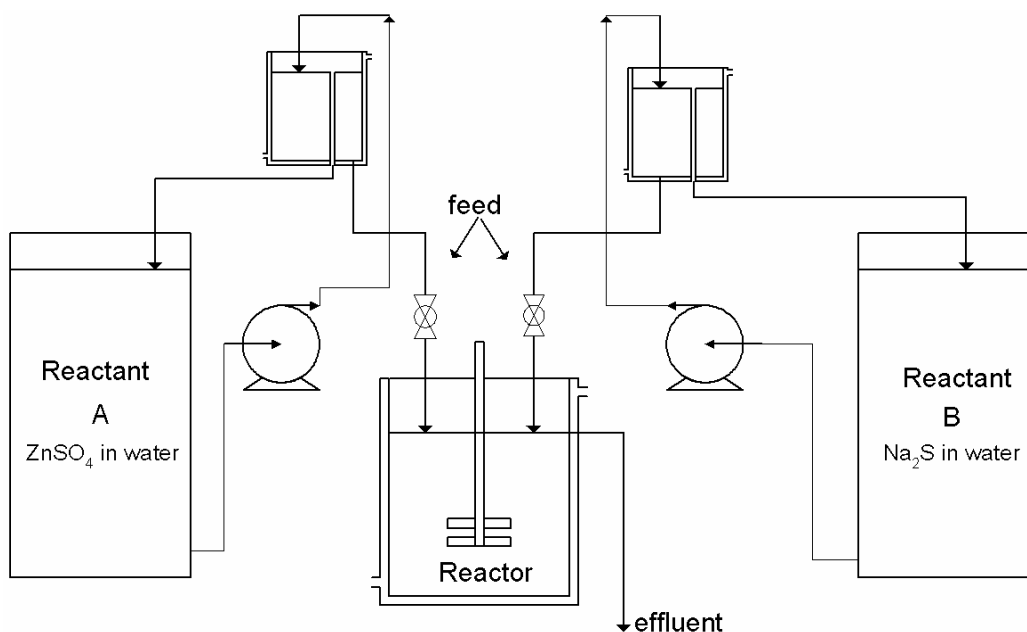 feed
Reactant
A
ZnSO₄ in water
Reactant
B
Na₂S in water
Reactor
effluent